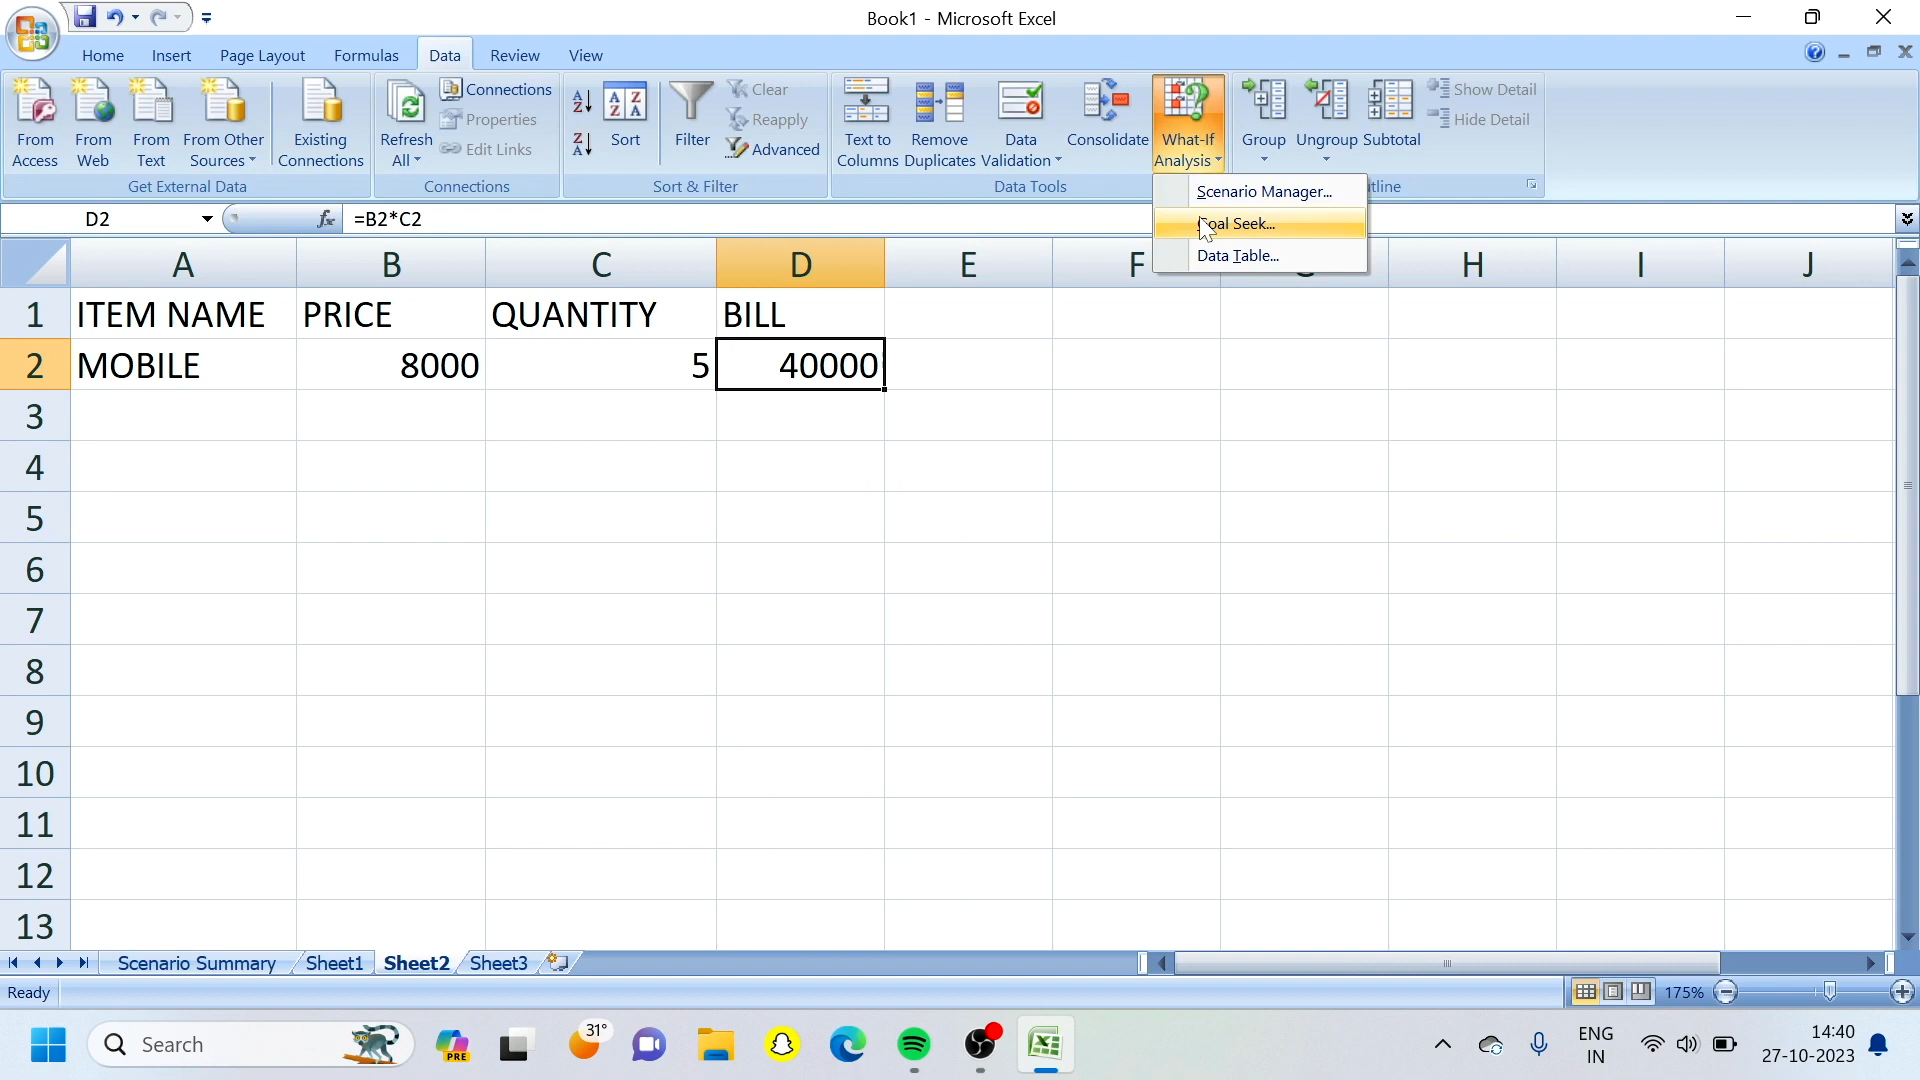 Book1 - Microsoft Excel
Home Insert Page Layout Formulas Data Review View
From Access
From Web
From Text
From Other Sources
Existing Connections
Get External Data
Refresh All
Connections
Properties
Edit Links
Connections
A Z
Z A
A Z Z A
Sort
Filter
Clear
Reapply
Advanced
Sort & Filter
Text to Columns
Remove Duplicates
Data Validation
Consolidate
What-If Analysis
Data Tools
Group
Ungroup
Subtotal
Show Detail
Hide Detail
tline
Scenario Manager...
oal Seek...
Data Table...
D2 fx =B2*C2
A B C D E F G H I J
1 ITEM NAME PRICE QUANTITY BILL
2 MOBILE 8000 5 40000
3
4
5
6
7
8
9
10
11
12
13
Scenario Summary Sheet1 Sheet2 Sheet3
Ready 175%
Search PRE 31° ENG IN 14:40 27-10-2023